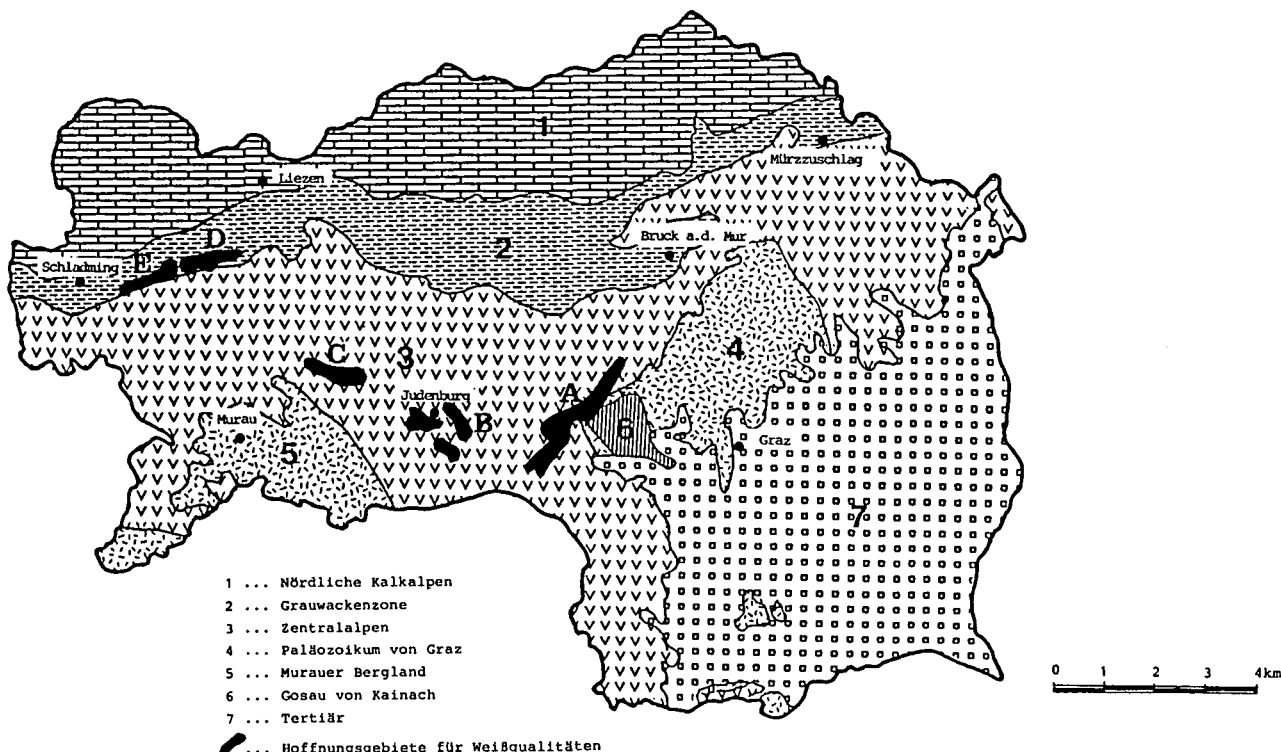 1
Mürzzuschlag
Liezen
D
2
Bruck a.d. Mur
Schladming
E
C
3
4
A
Judenburg
B
6
Murau
5
Graz
7
1 ... Nördliche Kalkalpen
2 ... Grauwackenzone
3 ... Zentralalpen
4 ... Paläozoikum von Graz
5 ... Murauer Bergland
6 ... Gosau von Kainach
7 ... Tertiär
... Hoffnungsgebiete für Weißqualitäten
0 1 2 3 4km